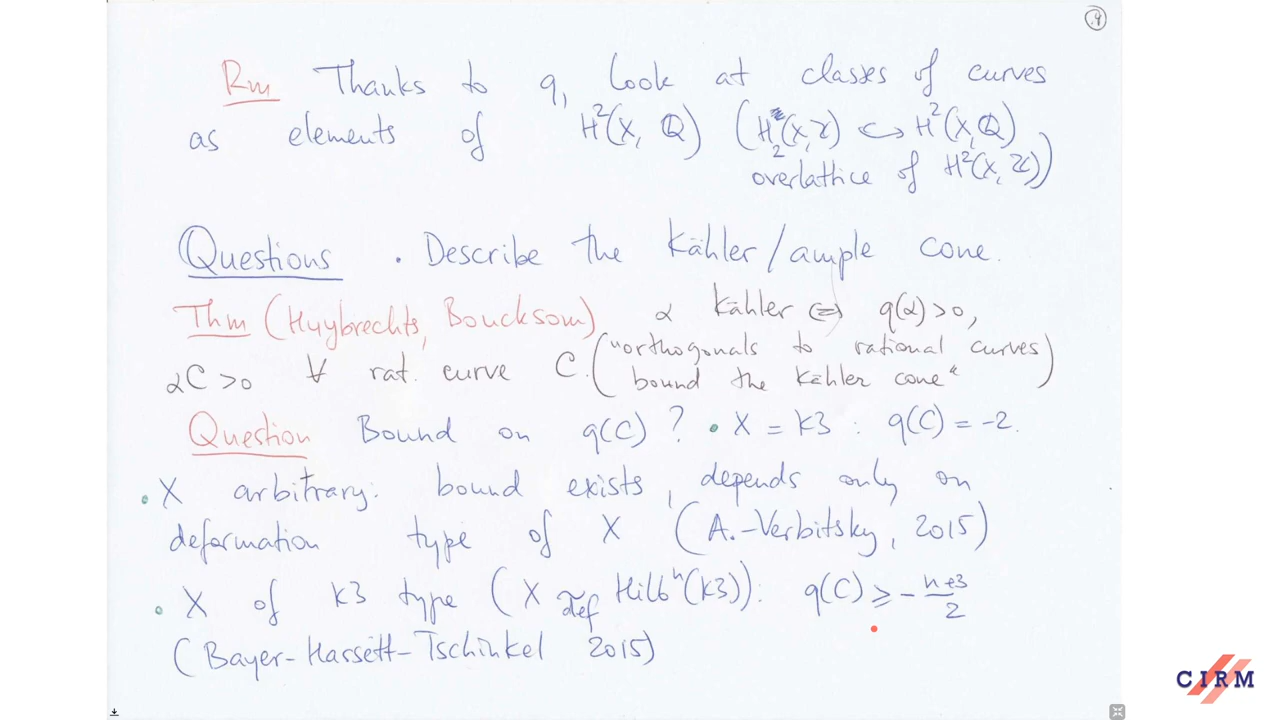 9
Rm Thanks to q, look at classes of curves
as elements of H²(X, Q) (H₂(X,Z) ↪ H²(X,Q)
overlattice of H²(X, Z))
Questions . Describe the Kähler/ample cone.
Thm (Huybrechts, Boucksom) α Kähler ⇔ q(α)>0,
αC>0 ∀ rat. curve C. ("orthogonals to rational curves
bound the Kähler cone")
Question Bound on q(C)? • X = K3 : q(C) = -2.
• X arbitrary: bound exists, depends only on
deformation type of X (A.-Verbitsky, 2015)
• X of K3 type (X ~def Hilbⁿ(K3)): q(C) ≥ -(n+3)/2
(Bayer-Hassett-Tschinkel 2015)
CIRM